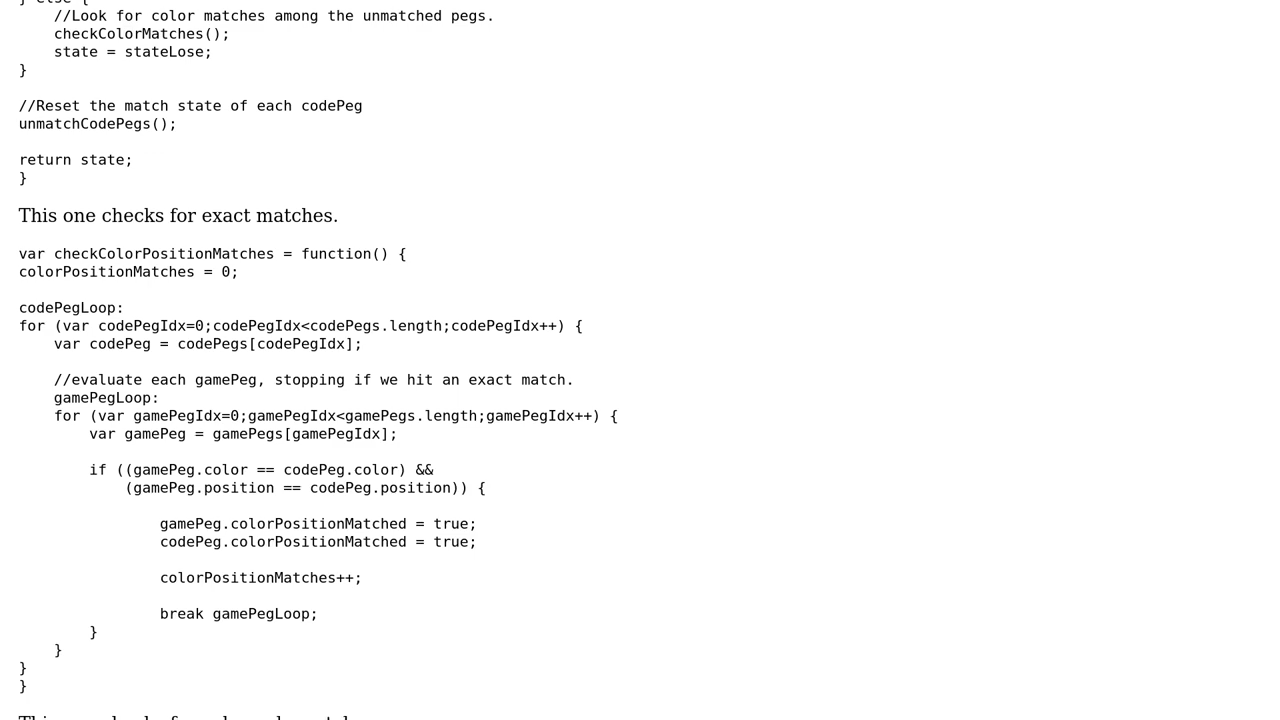 } else {
    //Look for color matches among the unmatched pegs.
    checkColorMatches();
    state = stateLose;
}

//Reset the match state of each codePeg
unmatchCodePegs();

return state;
}
This one checks for exact matches.
var checkColorPositionMatches = function() {
colorPositionMatches = 0;

codePegLoop:
for (var codePegIdx=0;codePegIdx<codePegs.length;codePegIdx++) {
    var codePeg = codePegs[codePegIdx];

    //evaluate each gamePeg, stopping if we hit an exact match.
    gamePegLoop:
    for (var gamePegIdx=0;gamePegIdx<gamePegs.length;gamePegIdx++) {
        var gamePeg = gamePegs[gamePegIdx];

        if ((gamePeg.color == codePeg.color) &&
            (gamePeg.position == codePeg.position)) {

                gamePeg.colorPositionMatched = true;
                codePeg.colorPositionMatched = true;

                colorPositionMatches++;

                break gamePegLoop;
        }
    }
}
}